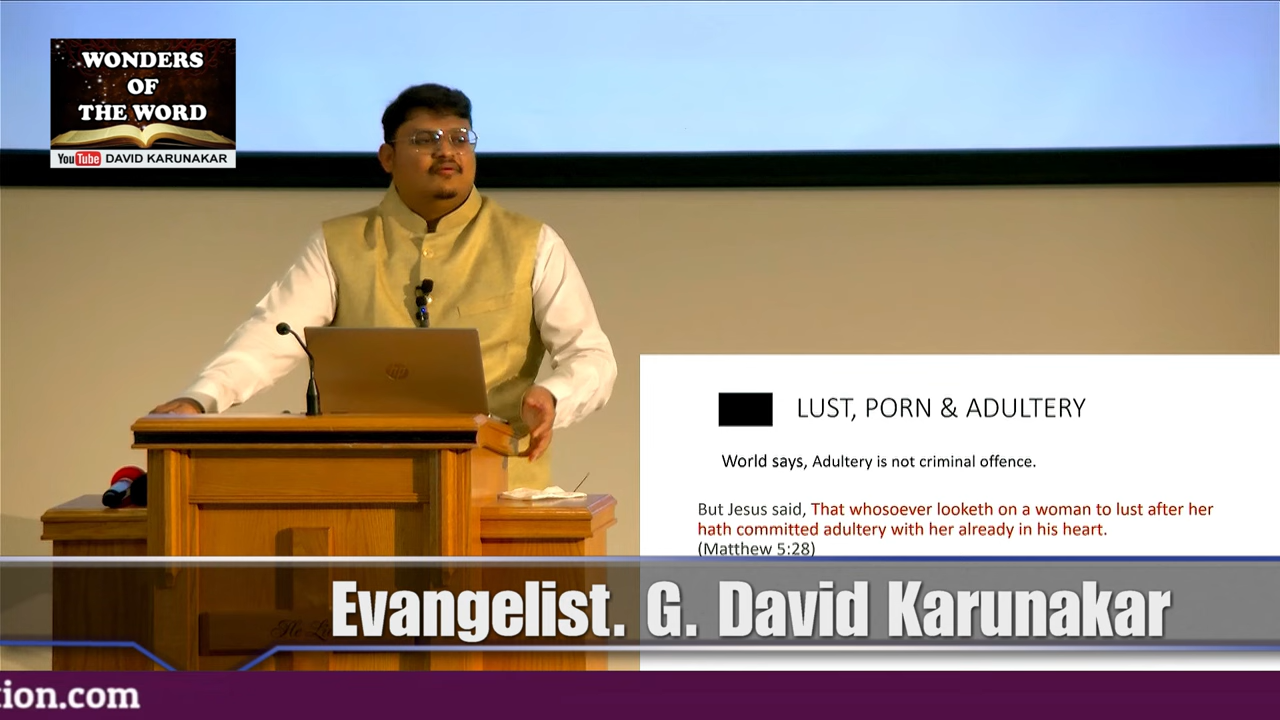 WONDERS
OF
THE WORD
YouTube DAVID KARUNAKAR
hp
LUST, PORN & ADULTERY
World says, Adultery is not criminal offence.
But Jesus said, That whosoever looketh on a woman to lust after her
hath committed adultery with her already in his heart.
(Matthew 5:28)
Evangelist. G. David Karunakar
tion.com